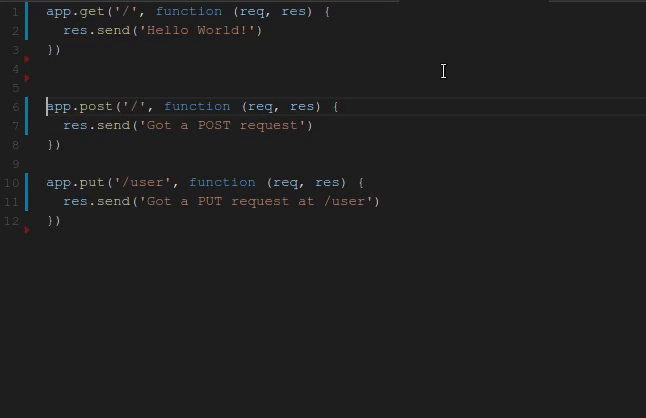 1 app.get('/', function (req, res) {
2   res.send('Hello World!')
3 })
4
5
6 app.post('/', function (req, res) {
7   res.send('Got a POST request')
8 })
9
10 app.put('/user', function (req, res) {
11   res.send('Got a PUT request at /user')
12 })